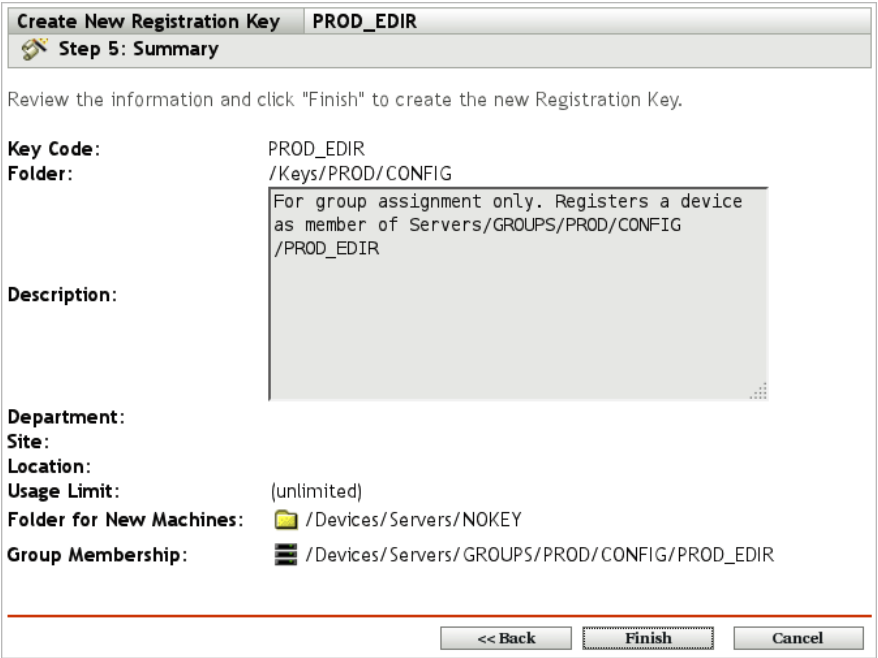 Create New Registration Key PROD_EDIR
Step 5: Summary
Review the information and click "Finish" to create the new Registration Key.
Key Code: PROD_EDIR
Folder: /Keys/PROD/CONFIG
For group assignment only. Registers a device
as member of Servers/GROUPS/PROD/CONFIG
/PROD_EDIR
Description:
Department:
Site:
Location:
Usage Limit: (unlimited)
Folder for New Machines: /Devices/Servers/NOKEY
Group Membership: /Devices/Servers/GROUPS/PROD/CONFIG/PROD_EDIR
<< Back Finish Cancel